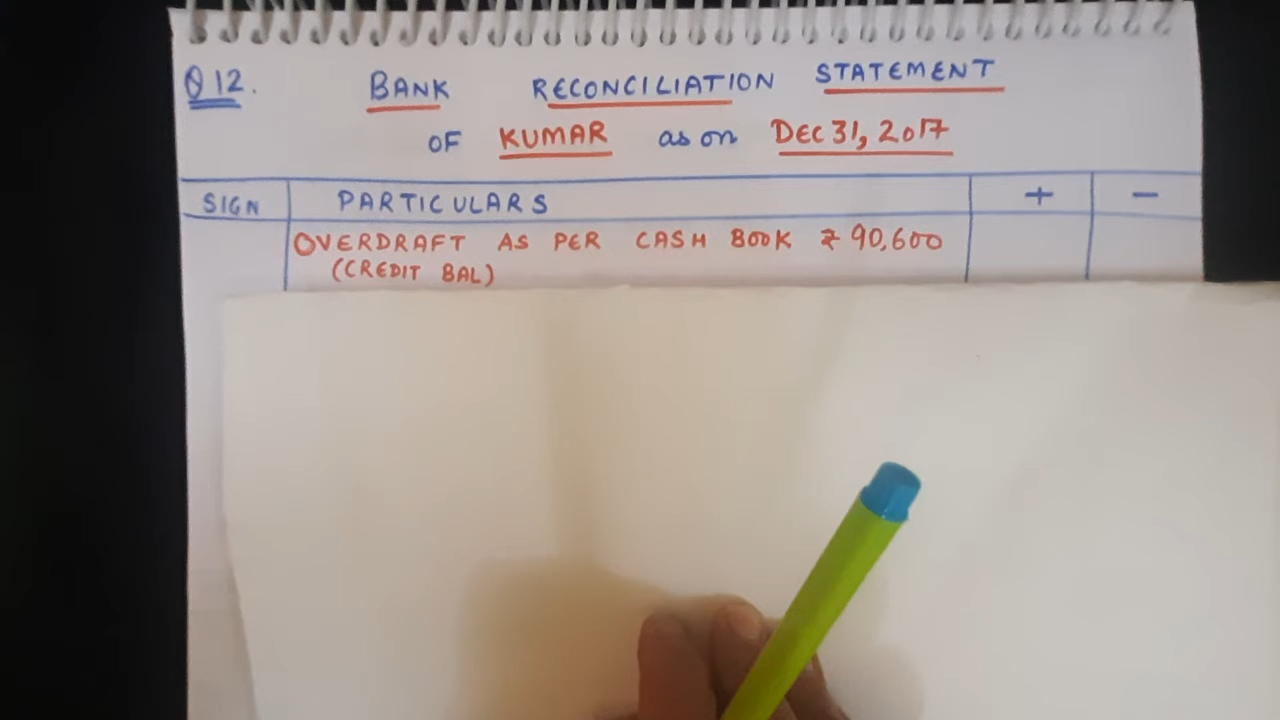 Q 12. BANK RECONCILIATION STATEMENT
OF KUMAR as on DEC 31, 2017
SIGN PARTICULARS + −
OVERDRAFT AS PER CASH BOOK ₹ 90,600
(CREDIT BAL)